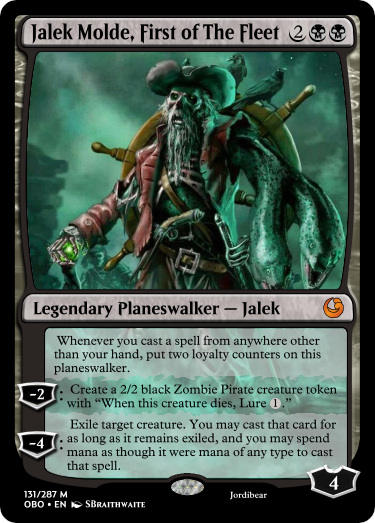 Jalek Molde, First of The Fleet 2
Legendary Planeswalker — Jalek
Whenever you cast a spell from anywhere other
than your hand, put two loyalty counters on this
planeswalker.
-2: Create a 2/2 black Zombie Pirate creature token
with “When this creature dies, Lure 1.”
-4: Exile target creature. You may cast that card for
as long as it remains exiled, and you may spend
mana as though it were mana of any type to cast
that spell.
4
131/287 M
OBO • EN SBraithwaite
Jordibear